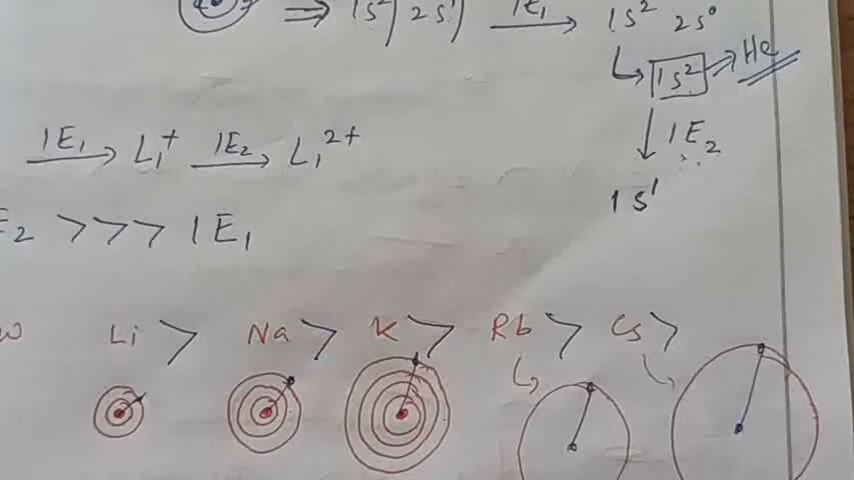 ⇒ 1s² 2s¹ IE₁ → 1s² 2s⁰
1s² → He
IE₁ → Li⁺ IE₂ → Li²⁺
↓ IE₂
1s¹
E₂ >>> IE₁
Li > Na > K > Rb > Cs >